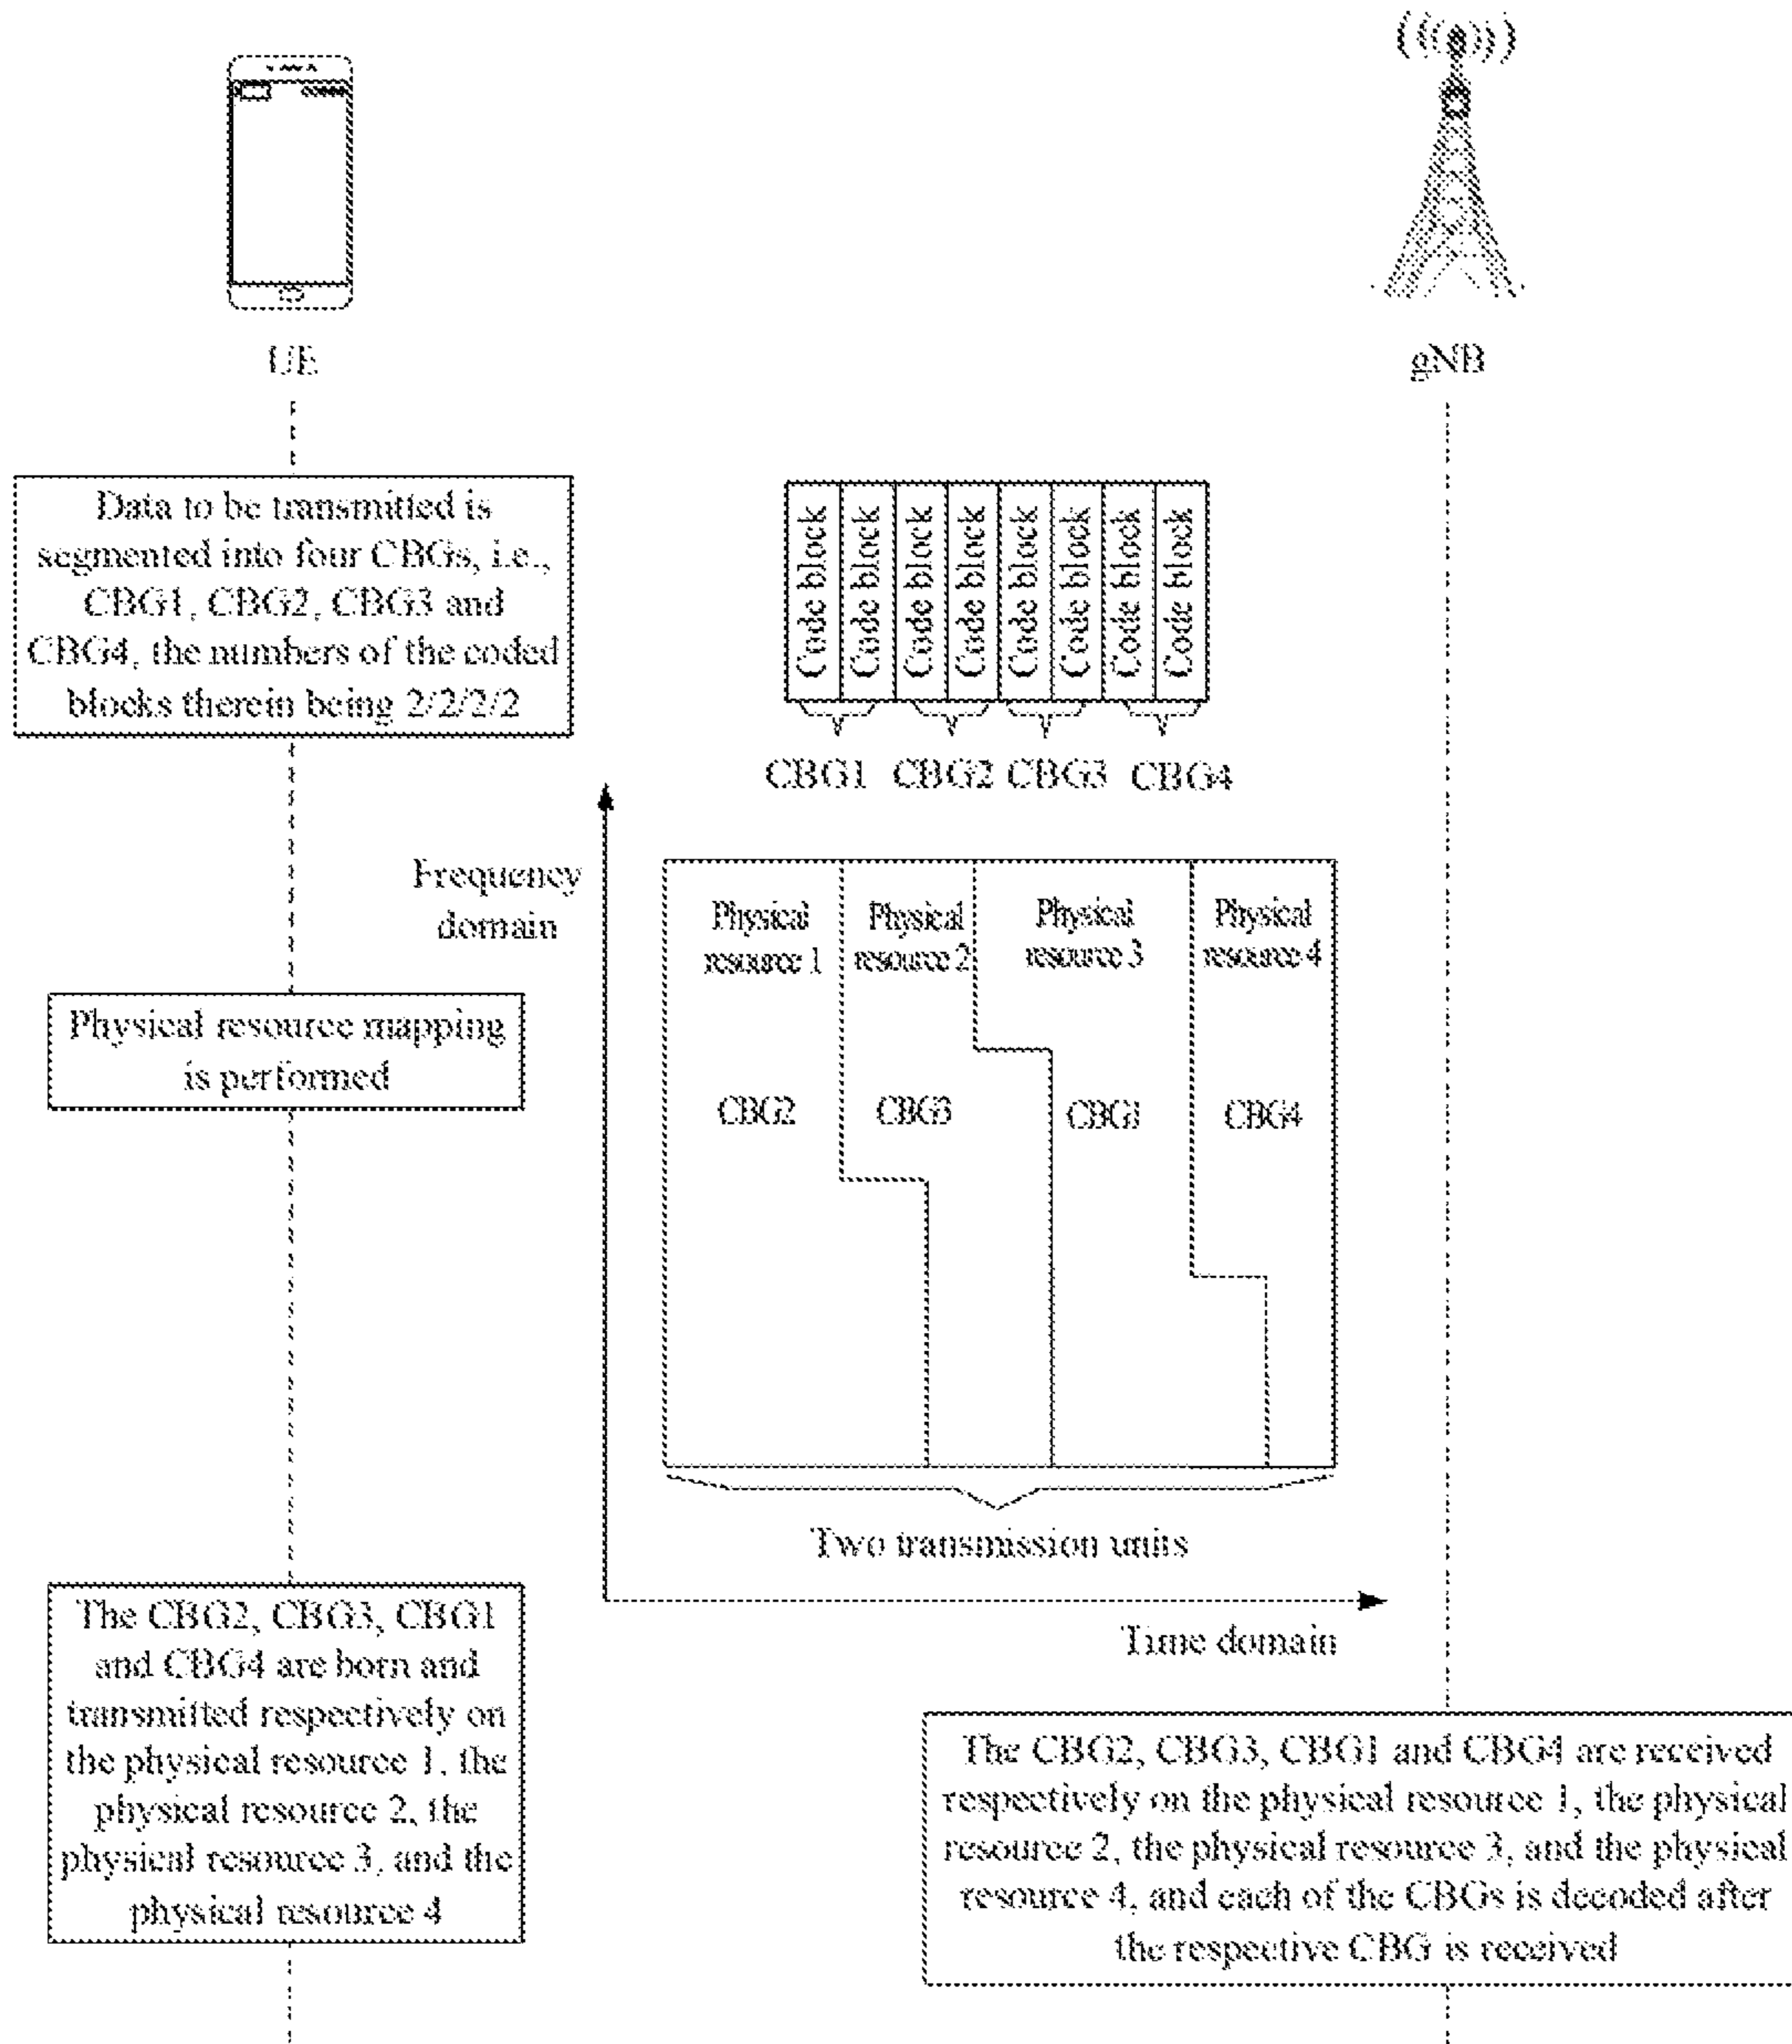 UE
gNB
Data to be transmitted is
segmented into four CBGs, i.e.,
CBG1, CBG2, CBG3 and
CBG4, the numbers of the coded
blocks therein being 2/2/2/2
Code block
Code block
Code block
Code block
Code block
Code block
Code block
Code block
CBG1 CBG2 CBG3 CBG4
Frequency
domain
Physical
resource 1
Physical
resource 2
Physical
resource 3
Physical
resource 4
Physical resource mapping
is performed
CBG2
CBG3
CBG1
CBG4
Two transmission units
Time domain
The CBG2, CBG3, CBG1
and CBG4 are born and
transmitted respectively on
the physical resource 1, the
physical resource 2, the
physical resource 3, and the
physical resource 4
The CBG2, CBG3, CBG1 and CBG4 are received
respectively on the physical resource 1, the physical
resource 2, the physical resource 3, and the physical
resource 4, and each of the CBGs is decoded after
the respective CBG is received